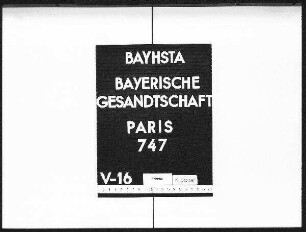 BAYHSTA
BAYERISCHE
GESANDTSCHAFT
PARIS
747
V-16